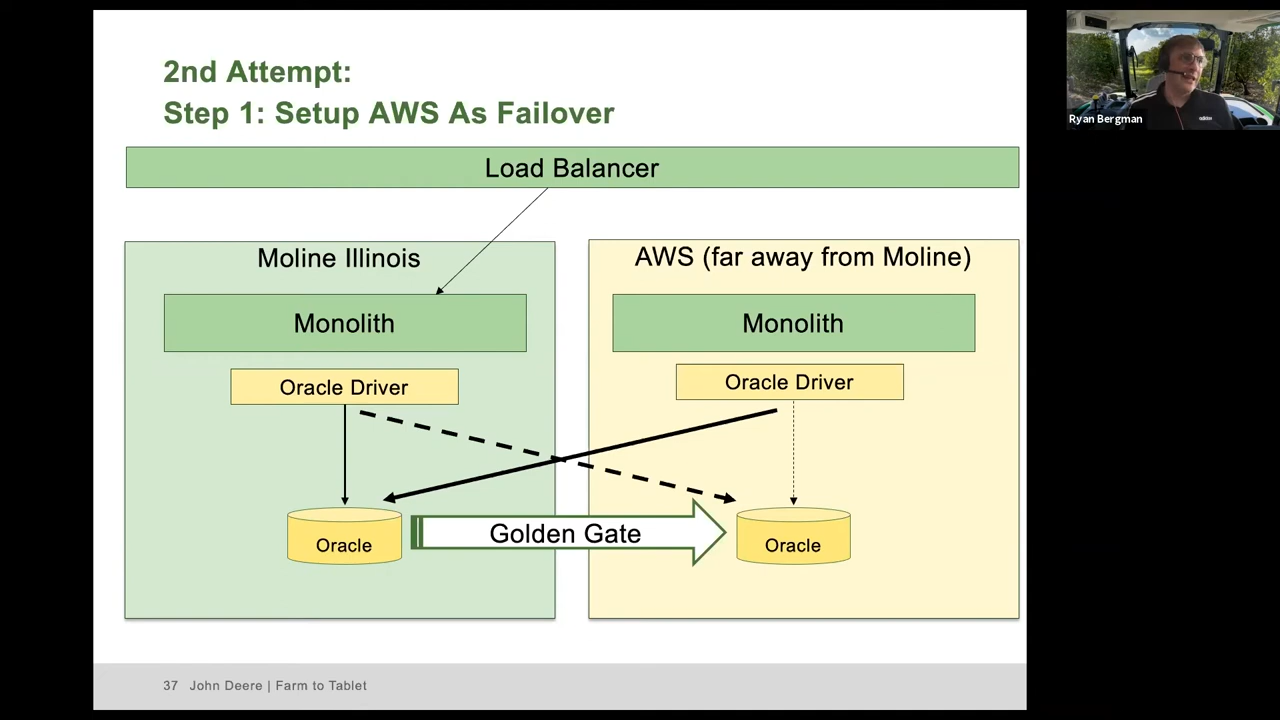 2nd Attempt:
Step 1: Setup AWS As Failover
Load Balancer
Moline Illinois
Monolith
Oracle Driver
Oracle
AWS (far away from Moline)
Monolith
Oracle Driver
Oracle
Golden Gate
37 John Deere | Farm to Tablet
Ryan Bergman
adidas